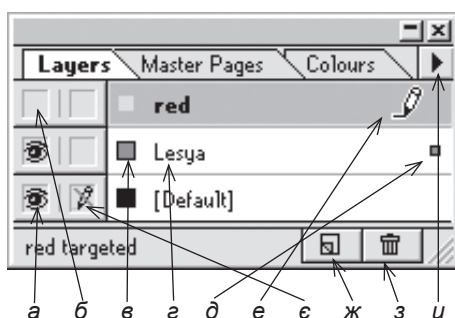 Layers Master Pages Colours
red
Lesya
[Default]
red targeted
а б в г д е є ж з и